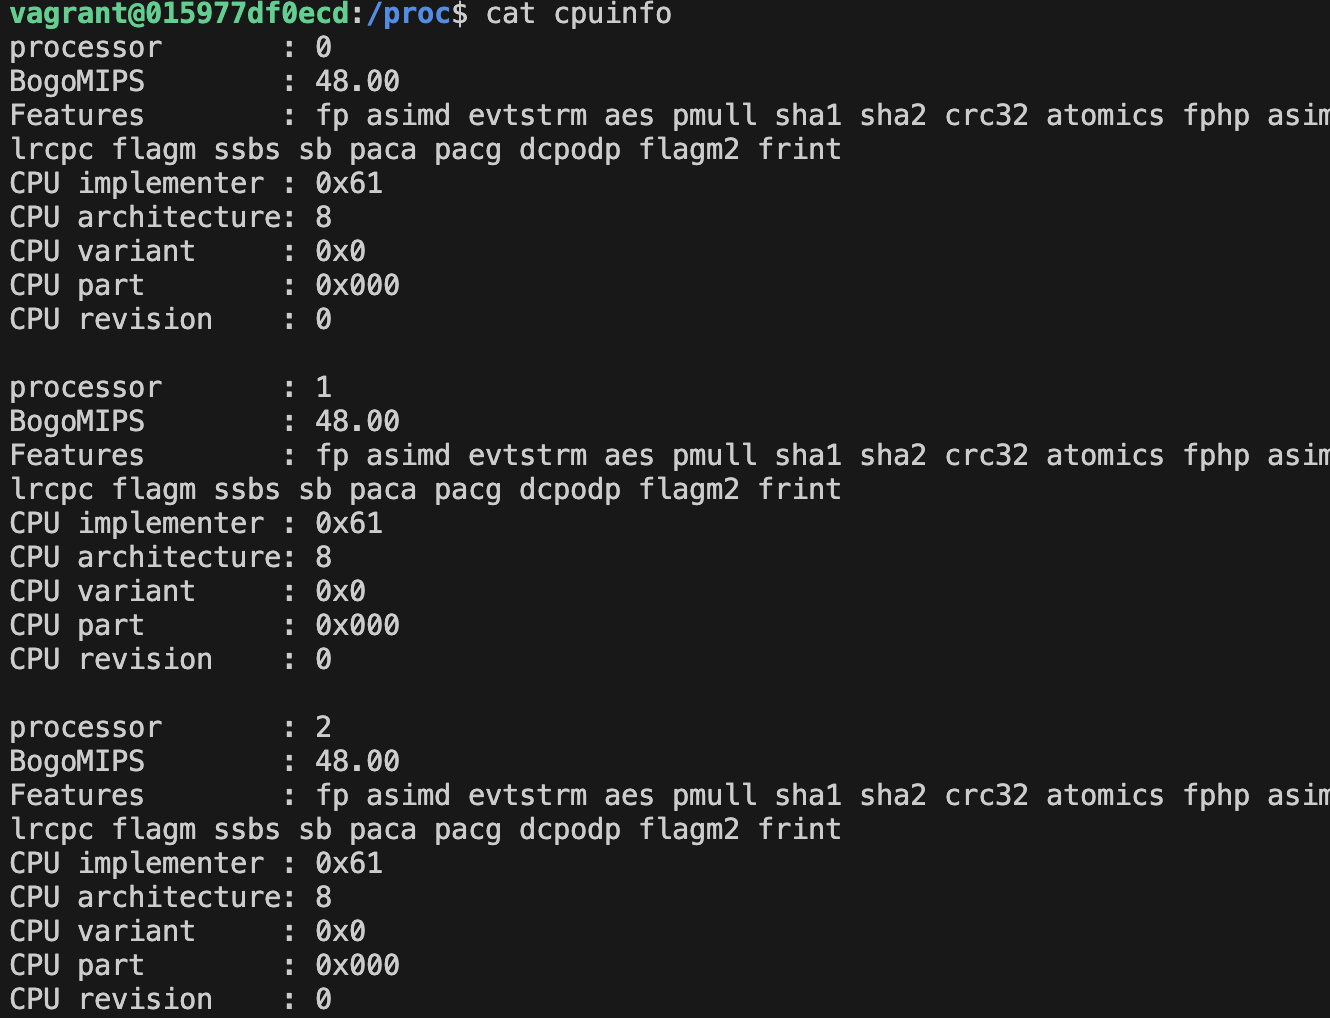 vagrant@015977df0ecd:/proc$ cat cpuinfo
processor       : 0
BogoMIPS        : 48.00
Features        : fp asimd evtstrm aes pmull sha1 sha2 crc32 atomics fphp asim
lrcpc flagm ssbs sb paca pacg dcpodp flagm2 frint
CPU implementer : 0x61
CPU architecture: 8
CPU variant     : 0x0
CPU part        : 0x000
CPU revision    : 0

processor       : 1
BogoMIPS        : 48.00
Features        : fp asimd evtstrm aes pmull sha1 sha2 crc32 atomics fphp asim
lrcpc flagm ssbs sb paca pacg dcpodp flagm2 frint
CPU implementer : 0x61
CPU architecture: 8
CPU variant     : 0x0
CPU part        : 0x000
CPU revision    : 0

processor       : 2
BogoMIPS        : 48.00
Features        : fp asimd evtstrm aes pmull sha1 sha2 crc32 atomics fphp asim
lrcpc flagm ssbs sb paca pacg dcpodp flagm2 frint
CPU implementer : 0x61
CPU architecture: 8
CPU variant     : 0x0
CPU part        : 0x000
CPU revision    : 0